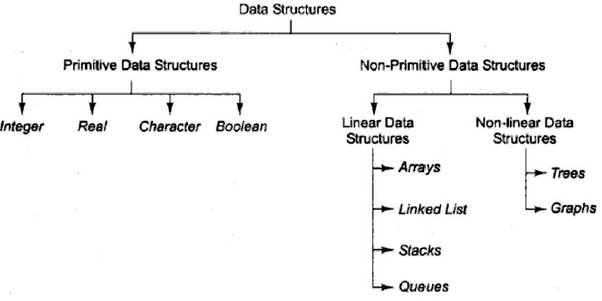 Data Structures
Primitive Data Structures
Non-Primitive Data Structures
Integer
Real
Character
Boolean
Linear Data
Structures
Non-linear Data
Structures
Arrays
Linked List
Stacks
Queues
Trees
Graphs